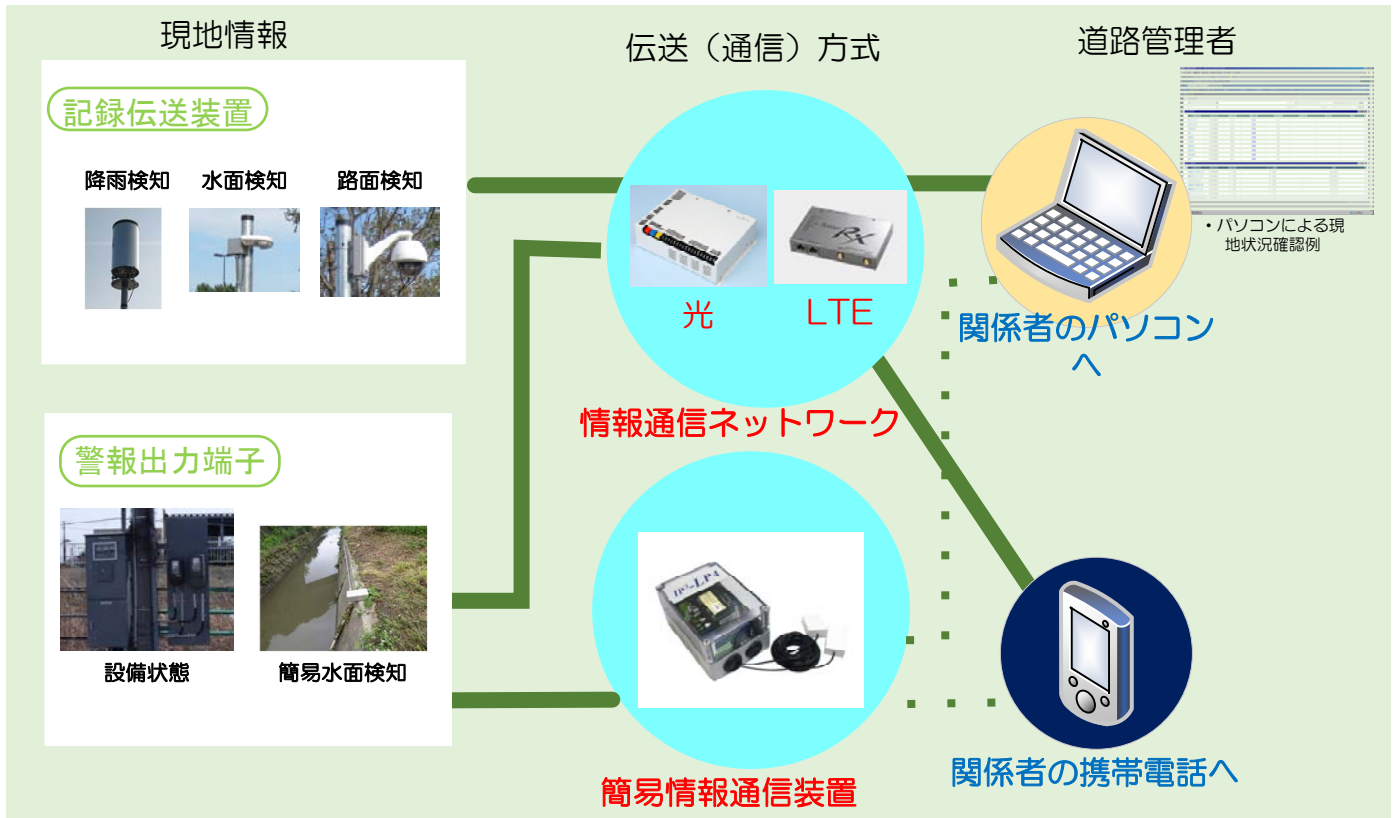 現地情報
伝送（通信）方式
道路管理者
記録伝送装置
降雨検知
水面検知
路面検知
光
LTE
・パソコンによる現
地状況確認例
関係者のパソコン
へ
情報通信ネットワーク
警報出力端子
設備状態
簡易水面検知
簡易情報通信装置
関係者の携帯電話へ